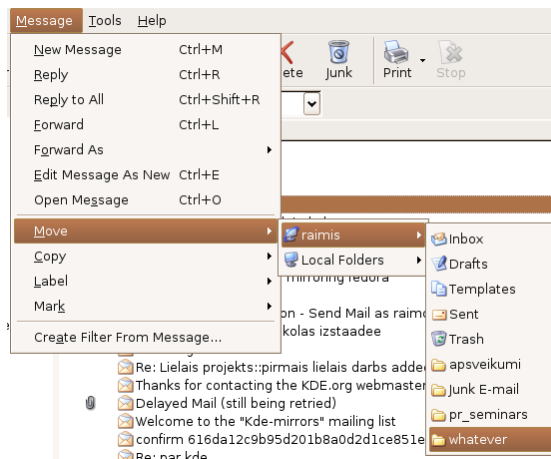 Message Tools Help
New Message Ctrl+M
Reply Ctrl+R
Reply to All Ctrl+Shift+R
Forward Ctrl+L
Forward As
Edit Message As New Ctrl+E
Open Message Ctrl+O
Move
Copy
Label
Mark
Create Filter From Message...
ete Junk Print Stop
raimis
Local Folders
Inbox
Drafts
Templates
Sent
Trash
apsveikumi
Junk E-mail
pr_seminars
whatever
mirroring fedora
on - Send Mail as raimo
kolas izstaadee
Re: Lielais projekts::pirmais lielais darbs adde
Thanks for contacting the KDE.org webmaster
Delayed Mail (still being retried)
Welcome to the "Kde-mirrors" mailing list
confirm 616da12c9b95d201b8a0d2d1ce851e
Re: par kde